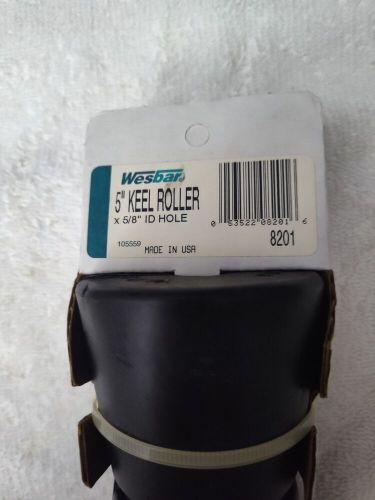 Wesbar
5" KEEL ROLLER
x 5/8" ID HOLE
105559
MADE IN USA
0 53522 08201 6
8201